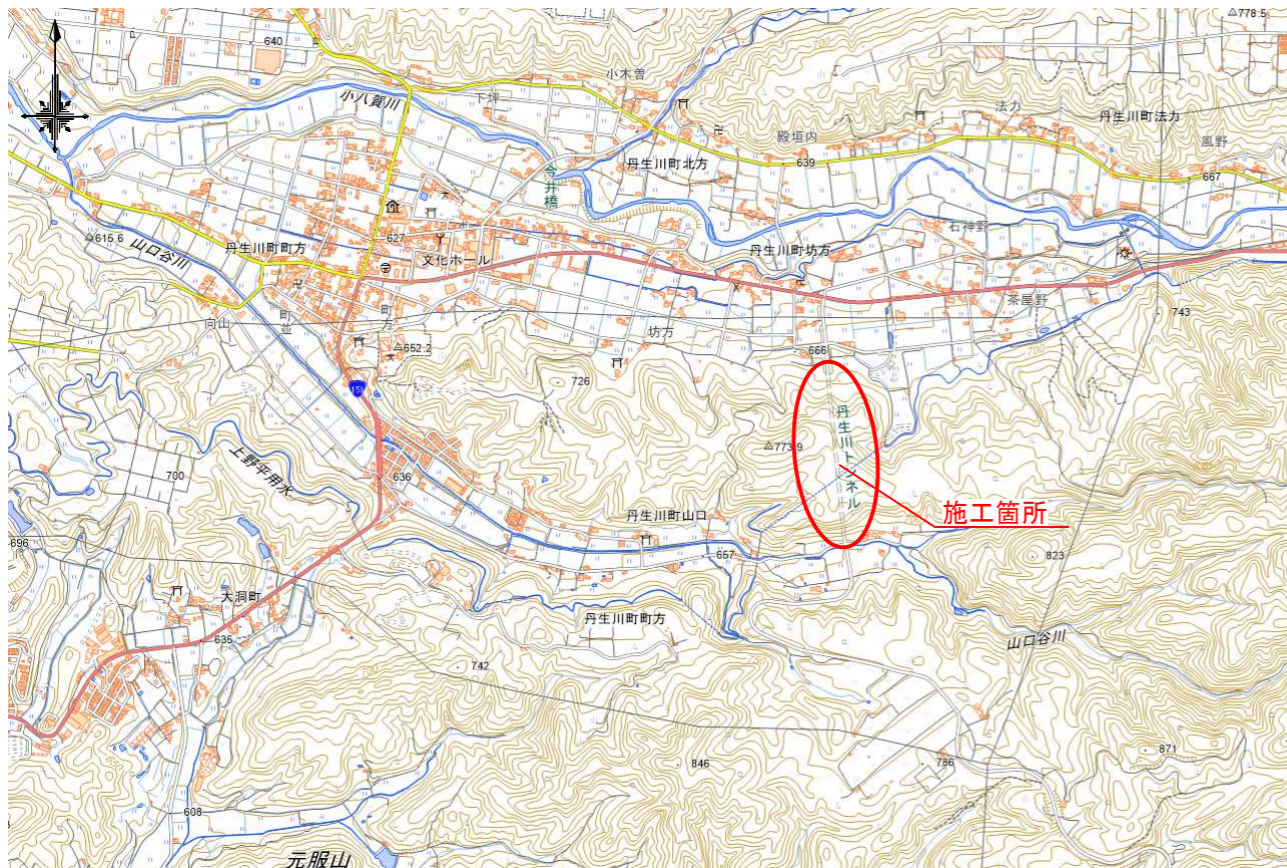 △778.5
640
小木曽
下坪
小八賀川
法力
丹生川町法力
殿垣内
639
丹生川町北方
風野
667
今井橋
石神野
627
△615.6
山口谷川
丹生川町町方
文化ホール
丹生川町坊方
茶屋野
743
向山
町並
町方
坊方
△652.2
666
726
158
丹生川トンネル
△773.9
上野平用水
700
636
施工箇所
丹生川町山口
696
657
823
大洞町
丹生川町町方
635
山口谷川
742
846
786
871
608
元服山